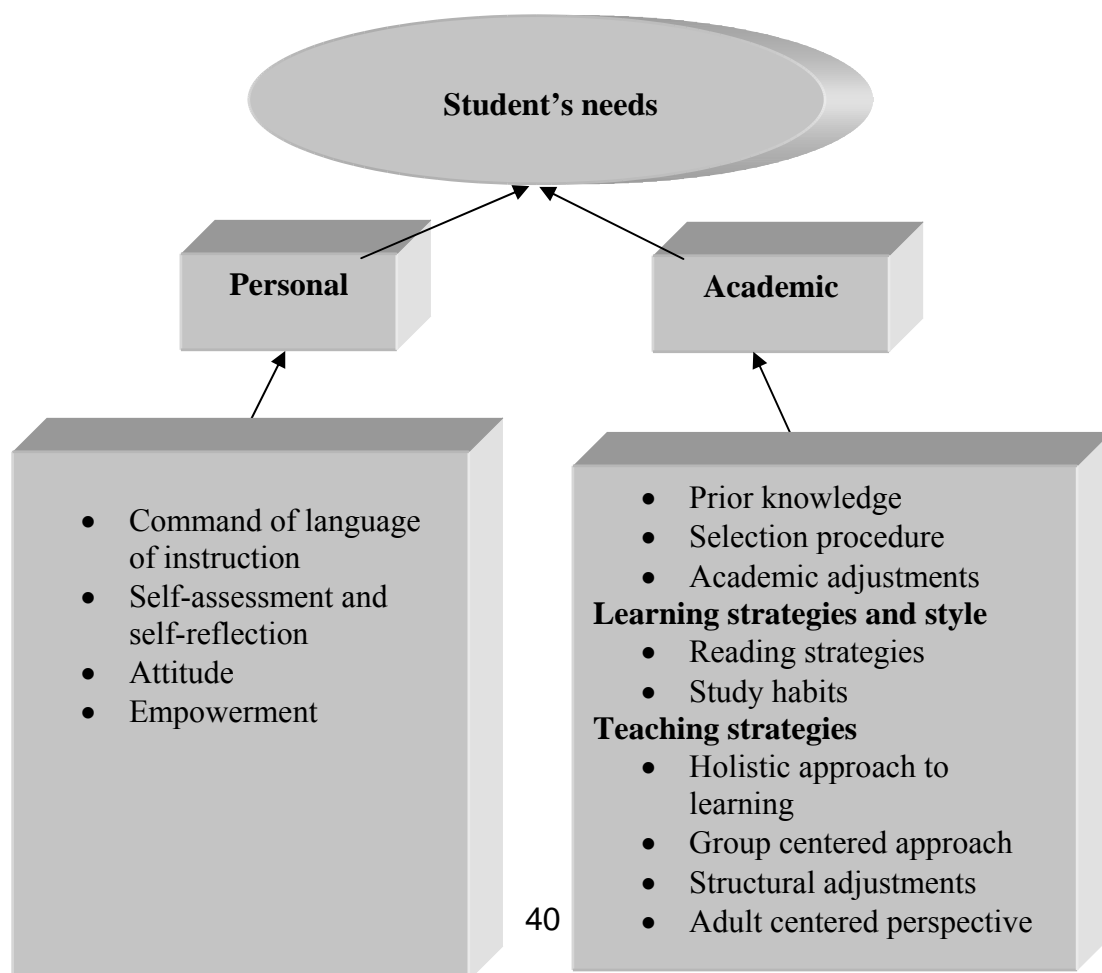 Student’s needs
Personal
Academic
• Command of language
of instruction
• Self-assessment and
self-reflection
• Attitude
• Empowerment
• Prior knowledge
• Selection procedure
• Academic adjustments
Learning strategies and style
• Reading strategies
• Study habits
Teaching strategies
• Holistic approach to
learning
• Group centered approach
• Structural adjustments
• Adult centered perspective
40